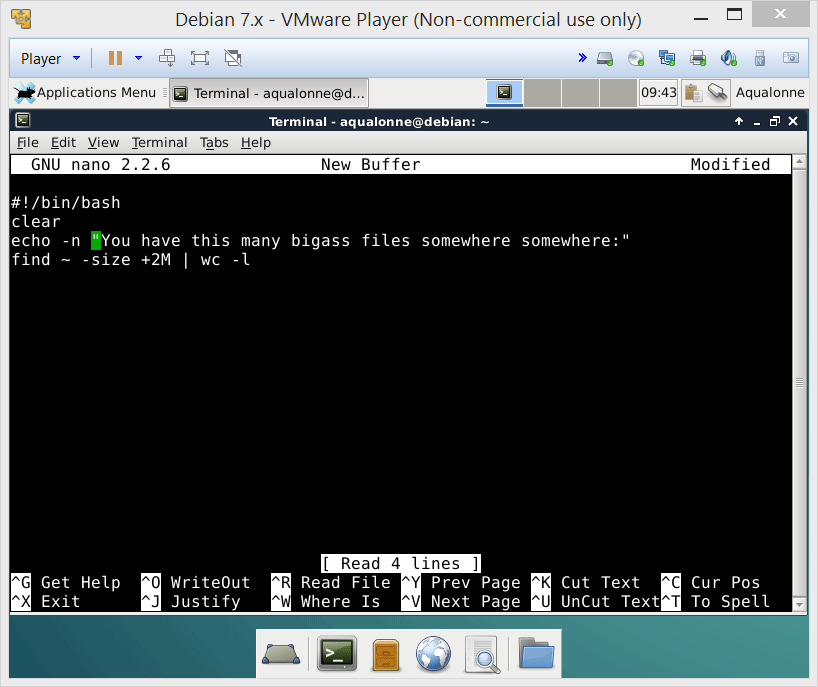 Debian 7.x - VMware Player (Non-commercial use only)
Player
Applications Menu
Terminal - aqualonne@d...
09:43
Aqualonne
Terminal - aqualonne@debian: ~
File Edit View Terminal Tabs Help
GNU nano 2.2.6 New Buffer Modified
#!/bin/bash
clear
echo -n "You have this many bigass files somewhere somewhere:"
find ~ -size +2M | wc -l
[ Read 4 lines ]
^G Get Help ^O WriteOut ^R Read File ^Y Prev Page ^K Cut Text ^C Cur Pos
^X Exit ^J Justify ^W Where Is ^V Next Page ^U UnCut Text ^T To Spell